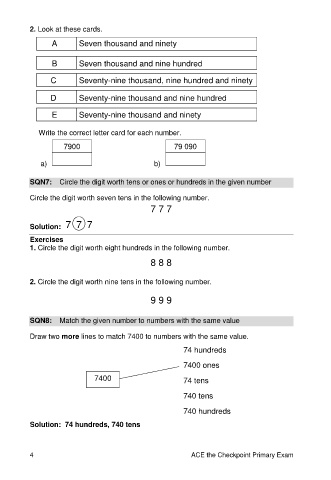 2. Look at these cards.
A Seven thousand and ninety
B Seven thousand and nine hundred
C Seventy-nine thousand, nine hundred and ninety
D Seventy-nine thousand and nine hundred
E Seventy-nine thousand and ninety
Write the correct letter card for each number.
7900 79 090
a) b)
SQN7: Circle the digit worth tens or ones or hundreds in the given number
Circle the digit worth seven tens in the following number.
7 7 7
Solution: 7 7 7
Exercises
1. Circle the digit worth eight hundreds in the following number.
8 8 8
2. Circle the digit worth nine tens in the following number.
9 9 9
SQN8: Match the given number to numbers with the same value
Draw two more lines to match 7400 to numbers with the same value.
74 hundreds
7400 ones
7400 74 tens
740 tens
740 hundreds
Solution: 74 hundreds, 740 tens
4 ACE the Checkpoint Primary Exam